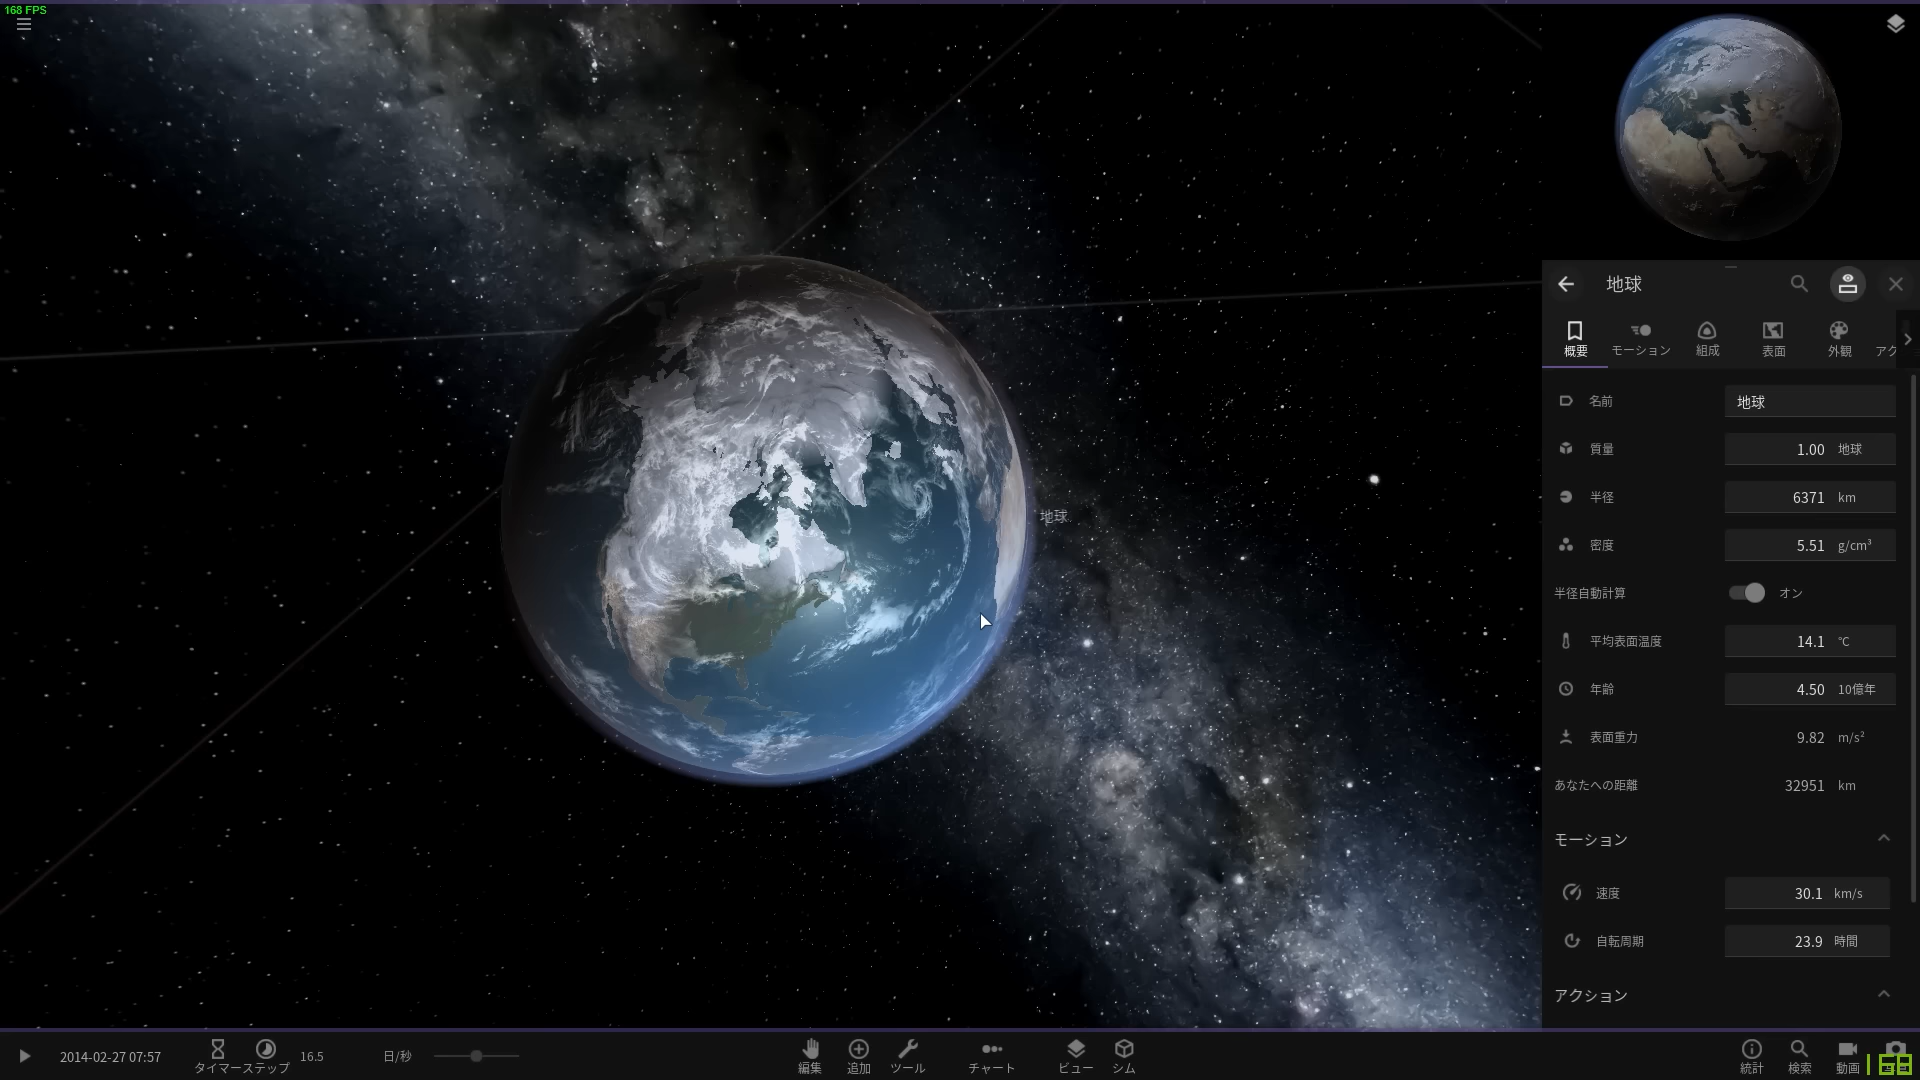 168 FPS
地球
地球
概要 モーション 組成 表面 外観 アク
名前 地球
質量 1.00 地球
半径 6371 km
密度 5.51 g/cm³
半径自動計算 オン
平均表面温度 14.1 °C
年齢 4.50 10億年
表面重力 9.82 m/s²
あなたへの距離 32951 km
モーション
速度 30.1 km/s
自転周期 23.9 時間
アクション
2014-02-27 07:57 タイマーステップ 16.5 日/秒 編集 追加 ツール チャート ビュー シム 統計 検索 動画